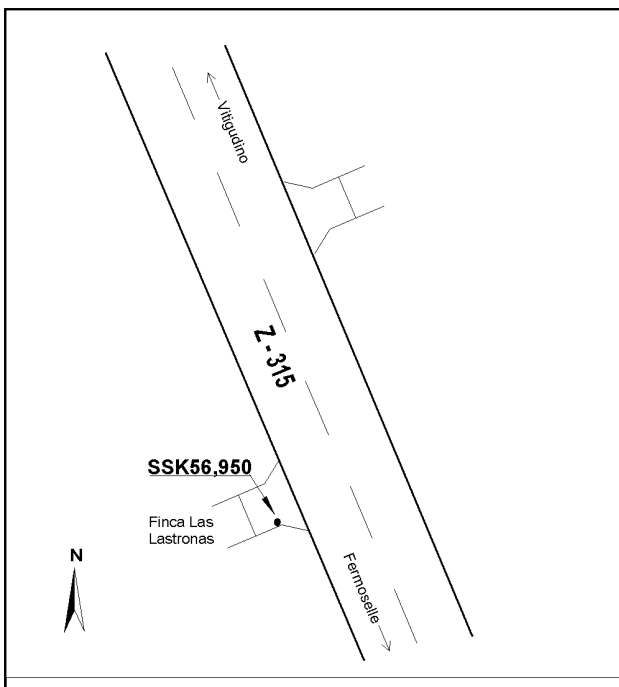 Vitigudino
Z - 315
SSK56,950
Finca Las
Lastronas
N
Fermoselle